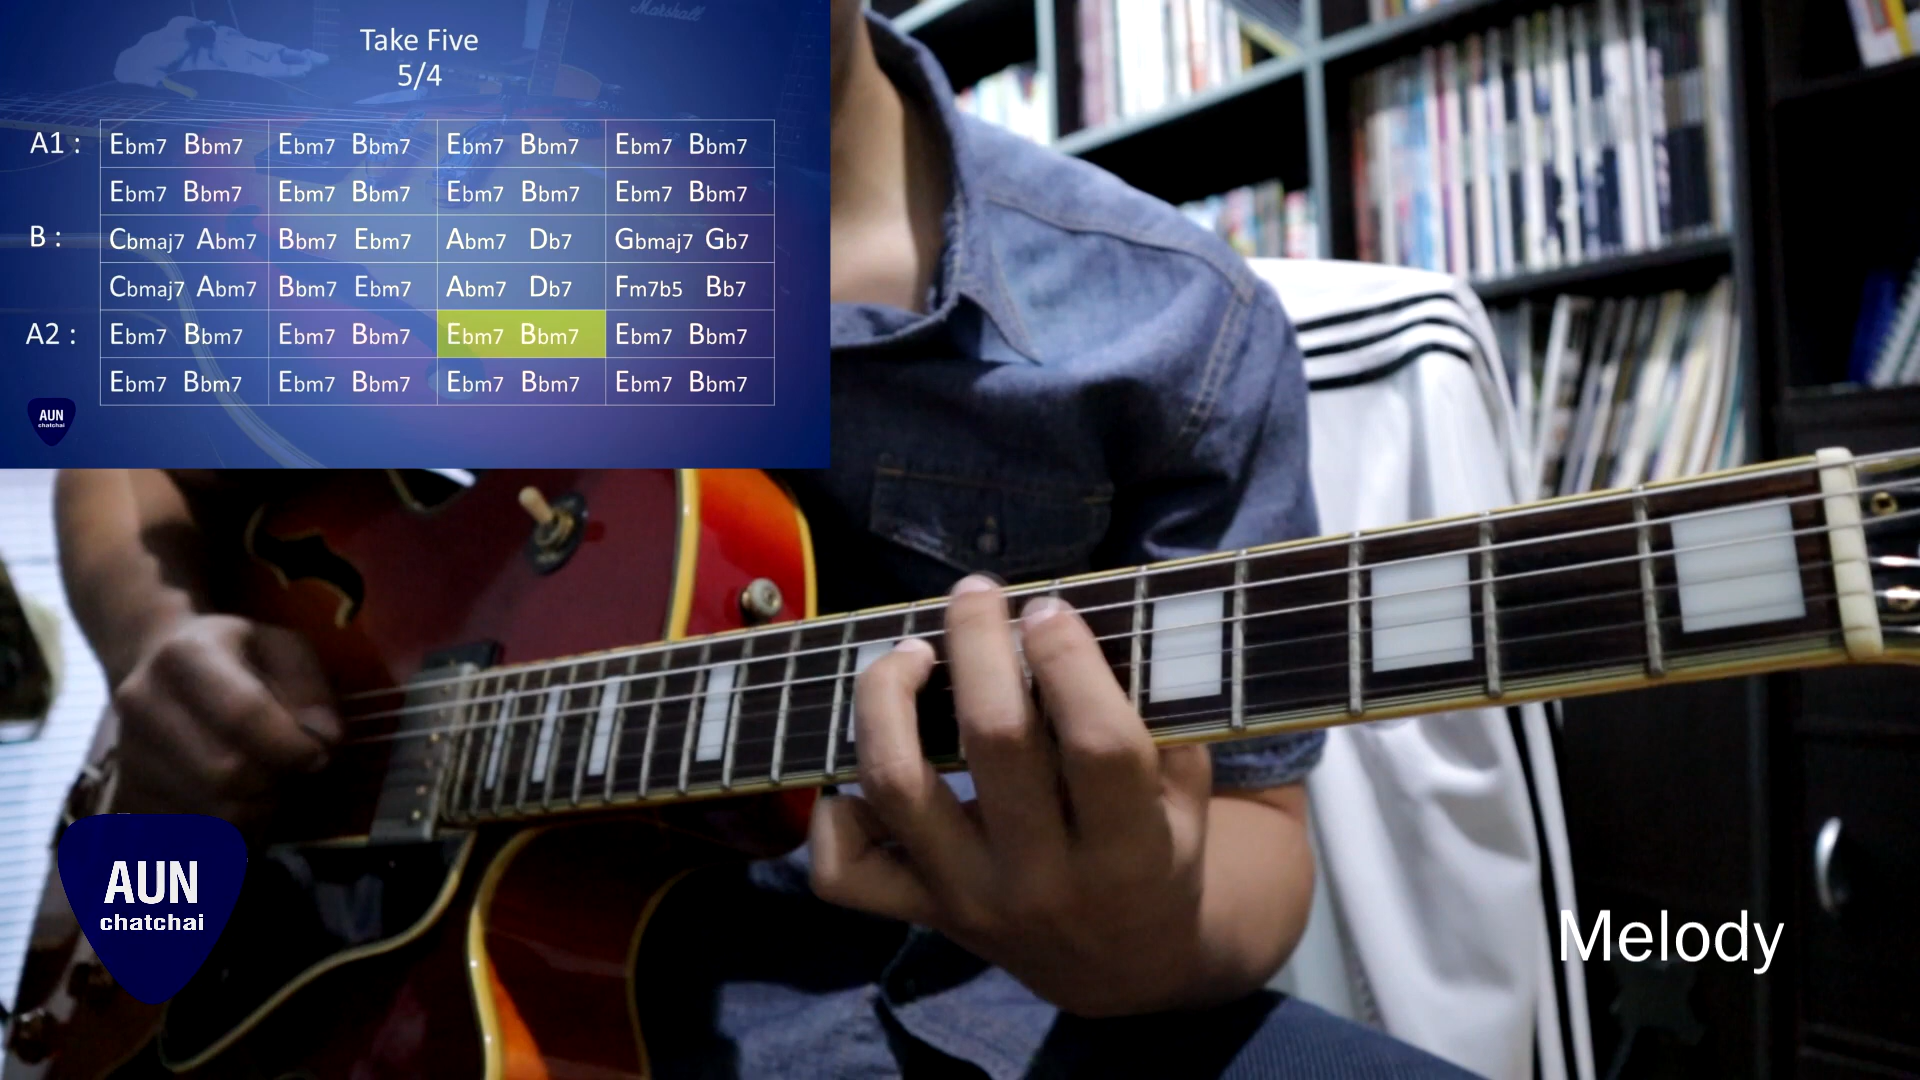 Marshall
Take Five
5/4
A1 : Ebm7 Bbm7 Ebm7 Bbm7 Ebm7 Bbm7 Ebm7 Bbm7
Ebm7 Bbm7 Ebm7 Bbm7 Ebm7 Bbm7 Ebm7 Bbm7
B : Cbmaj7 Abm7 Bbm7 Ebm7 Abm7 Db7 Gbmaj7 Gb7
Cbmaj7 Abm7 Bbm7 Ebm7 Abm7 Db7 Fm7b5 Bb7
A2 : Ebm7 Bbm7 Ebm7 Bbm7 Ebm7 Bbm7 Ebm7 Bbm7
Ebm7 Bbm7 Ebm7 Bbm7 Ebm7 Bbm7 Ebm7 Bbm7
AUN
chatchai
AUN
chatchai
Melody